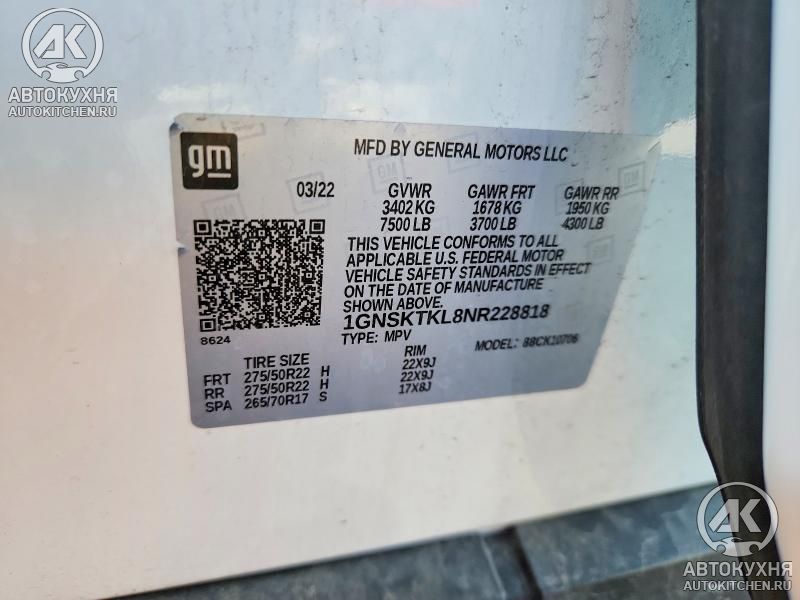 AK
АВТОКУХНЯ
AUTOKITCHEN.RU
gm
MFD BY GENERAL MOTORS LLC
03/22 GVWR GAWR FRT GAWR RR
3402 KG 1678 KG 1950 KG
7500 LB 3700 LB 4300 LB
THIS VEHICLE CONFORMS TO ALL
APPLICABLE U.S. FEDERAL MOTOR
VEHICLE SAFETY STANDARDS IN EFFECT
ON THE DATE OF MANUFACTURE
SHOWN ABOVE.
1GNSKTKL8NR228818
8624
TYPE: MPV MODEL: 88CK10706
TIRE SIZE RIM
FRT 275/50R22 H 22X9J
RR 275/50R22 H 22X9J
SPA 265/70R17 S 17X8J
AK
АВТОКУХНЯ
AUTOKITCHEN.RU